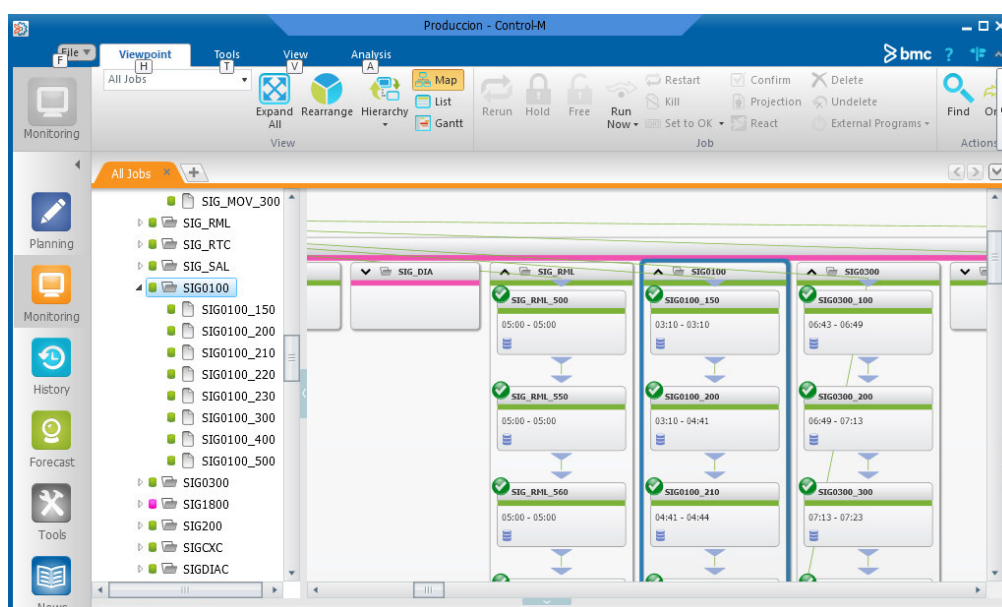 Produccion - Control-M
File
F
Viewpoint
H
Tools
T
View
V
Analysis
A
bmc
?
Monitoring
All Jobs
Expand All
Rearrange
Hierarchy
Map
List
Gantt
View
Rerun
Hold
Free
Run Now
Restart
Kill
Set to OK
Confirm
Projection
React
Delete
Undelete
External Programs
Job
Find
Actions
All Jobs
Planning
Monitoring
History
Forecast
Tools
News
SIG_MOV_300
SIG_RML
SIG_RTC
SIG_SAL
SIG0100
SIG0100_150
SIG0100_200
SIG0100_210
SIG0100_220
SIG0100_230
SIG0100_300
SIG0100_400
SIG0100_500
SIG0300
SIG1800
SIG200
SIGCXC
SIGDIAC
SIG_DIA
SIG_RML
SIG_RML_500
05:00 - 05:00
SIG_RML_550
05:00 - 05:00
SIG_RML_560
05:00 - 05:00
SIG0100
SIG0100_150
03:10 - 03:10
SIG0100_200
03:10 - 04:41
SIG0100_210
04:41 - 04:44
SIG0300
SIG0300_100
06:43 - 06:49
SIG0300_200
06:49 - 07:13
SIG0300_300
07:13 - 07:23